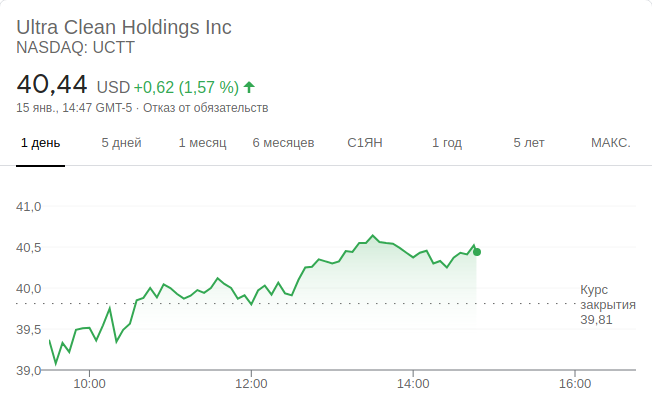 Ultra Clean Holdings Inc
NASDAQ: UCTT
40,44 USD +0,62 (1,57 %)
15 янв., 14:47 GMT-5 · Отказ от обязательств
1 день 5 дней 1 месяц 6 месяцев С1ЯН 1 год 5 лет МАКС.
41,0
40,5
40,0
Курс
закрытия
39,81
39,5
39,0
10:00 12:00 14:00 16:00